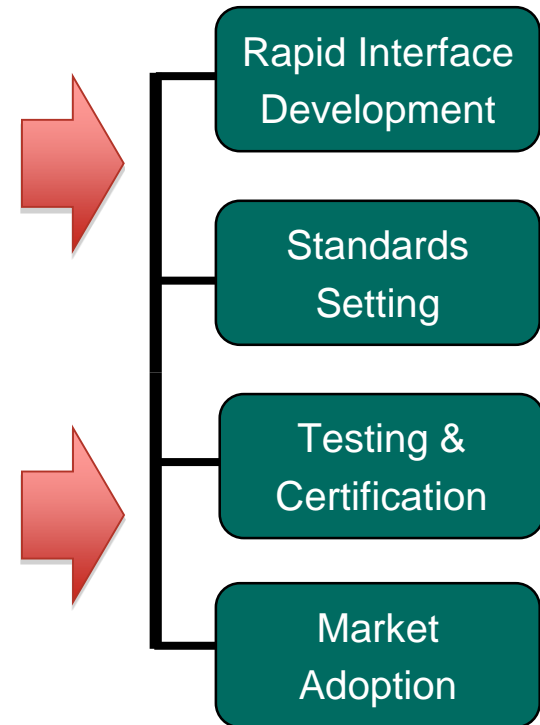 Rapid Interface
Development
Standards
Setting
Testing &
Certification
Market
Adoption